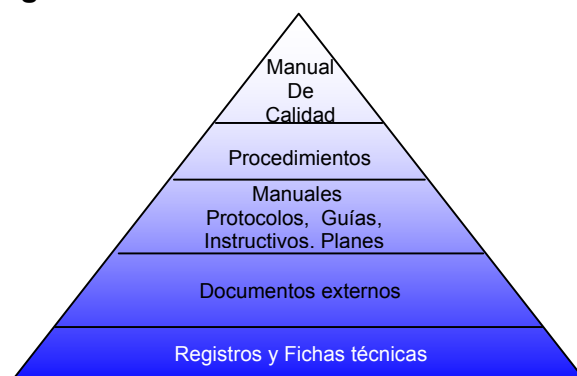 Manual
De
Calidad
Procedimientos
Manuales
Protocolos, Guías,
Instructivos. Planes
Documentos externos
Registros y Fichas técnicas